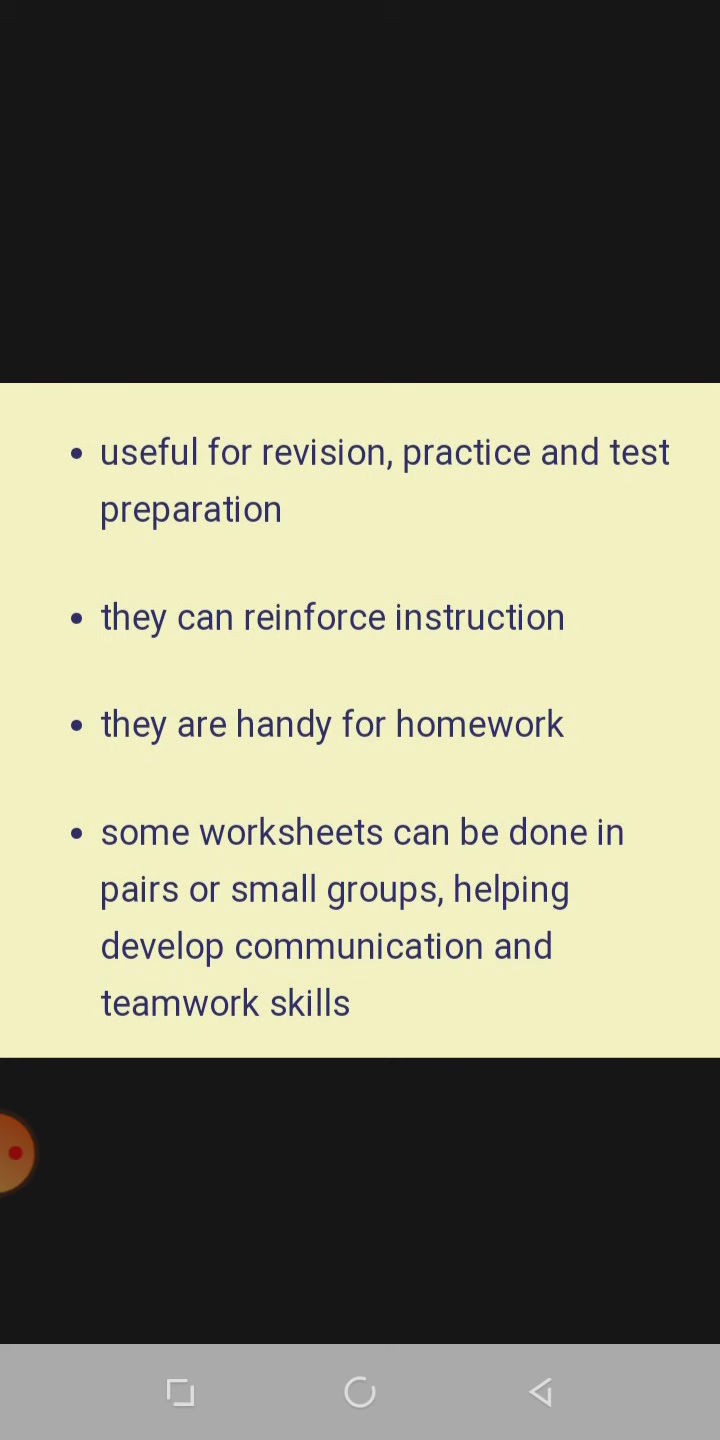 • useful for revision, practice and test
preparation
• they can reinforce instruction
• they are handy for homework
• some worksheets can be done in
pairs or small groups, helping
develop communication and
teamwork skills